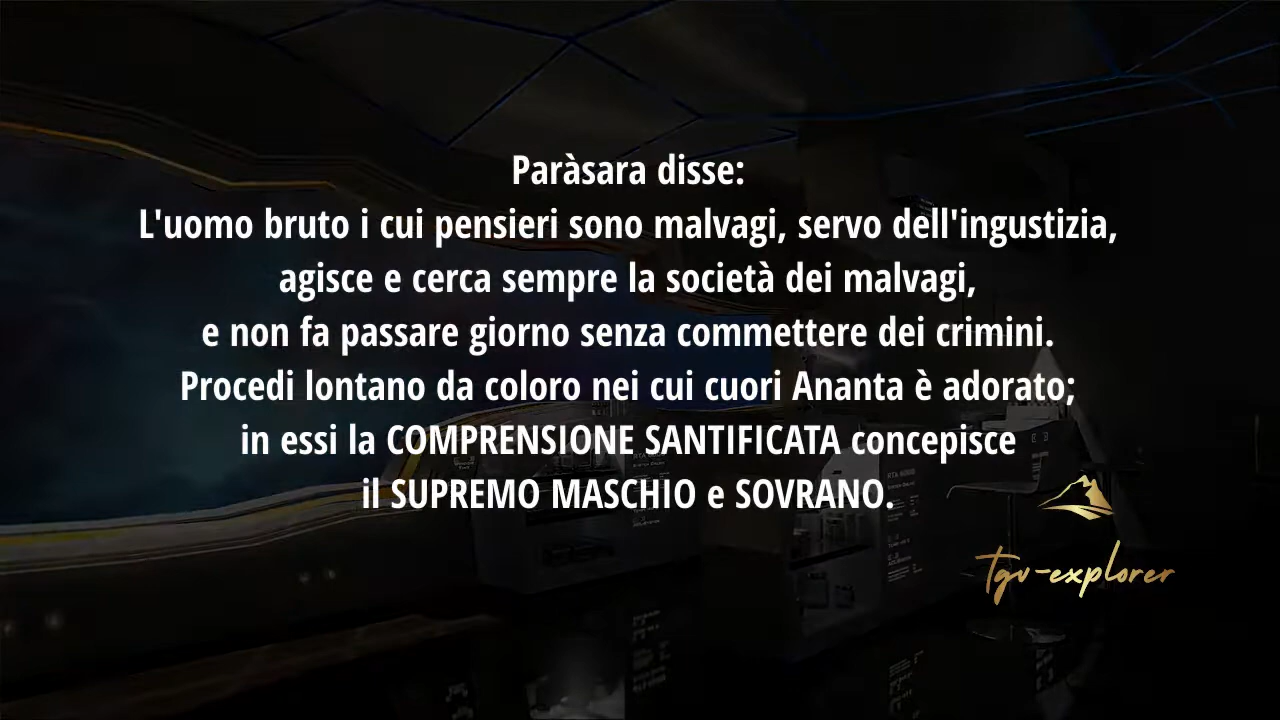 Paràsara disse:
L'uomo bruto i cui pensieri sono malvagi, servo dell'ingustizia,
agisce e cerca sempre la società dei malvagi,
e non fa passare giorno senza commettere dei crimini.
Procedi lontano da coloro nei cui cuori Ananta è adorato;
in essi la COMPRENSIONE SANTIFICATA concepisce
il SUPREMO MASCHIO e SOVRANO.
tgv-explorer